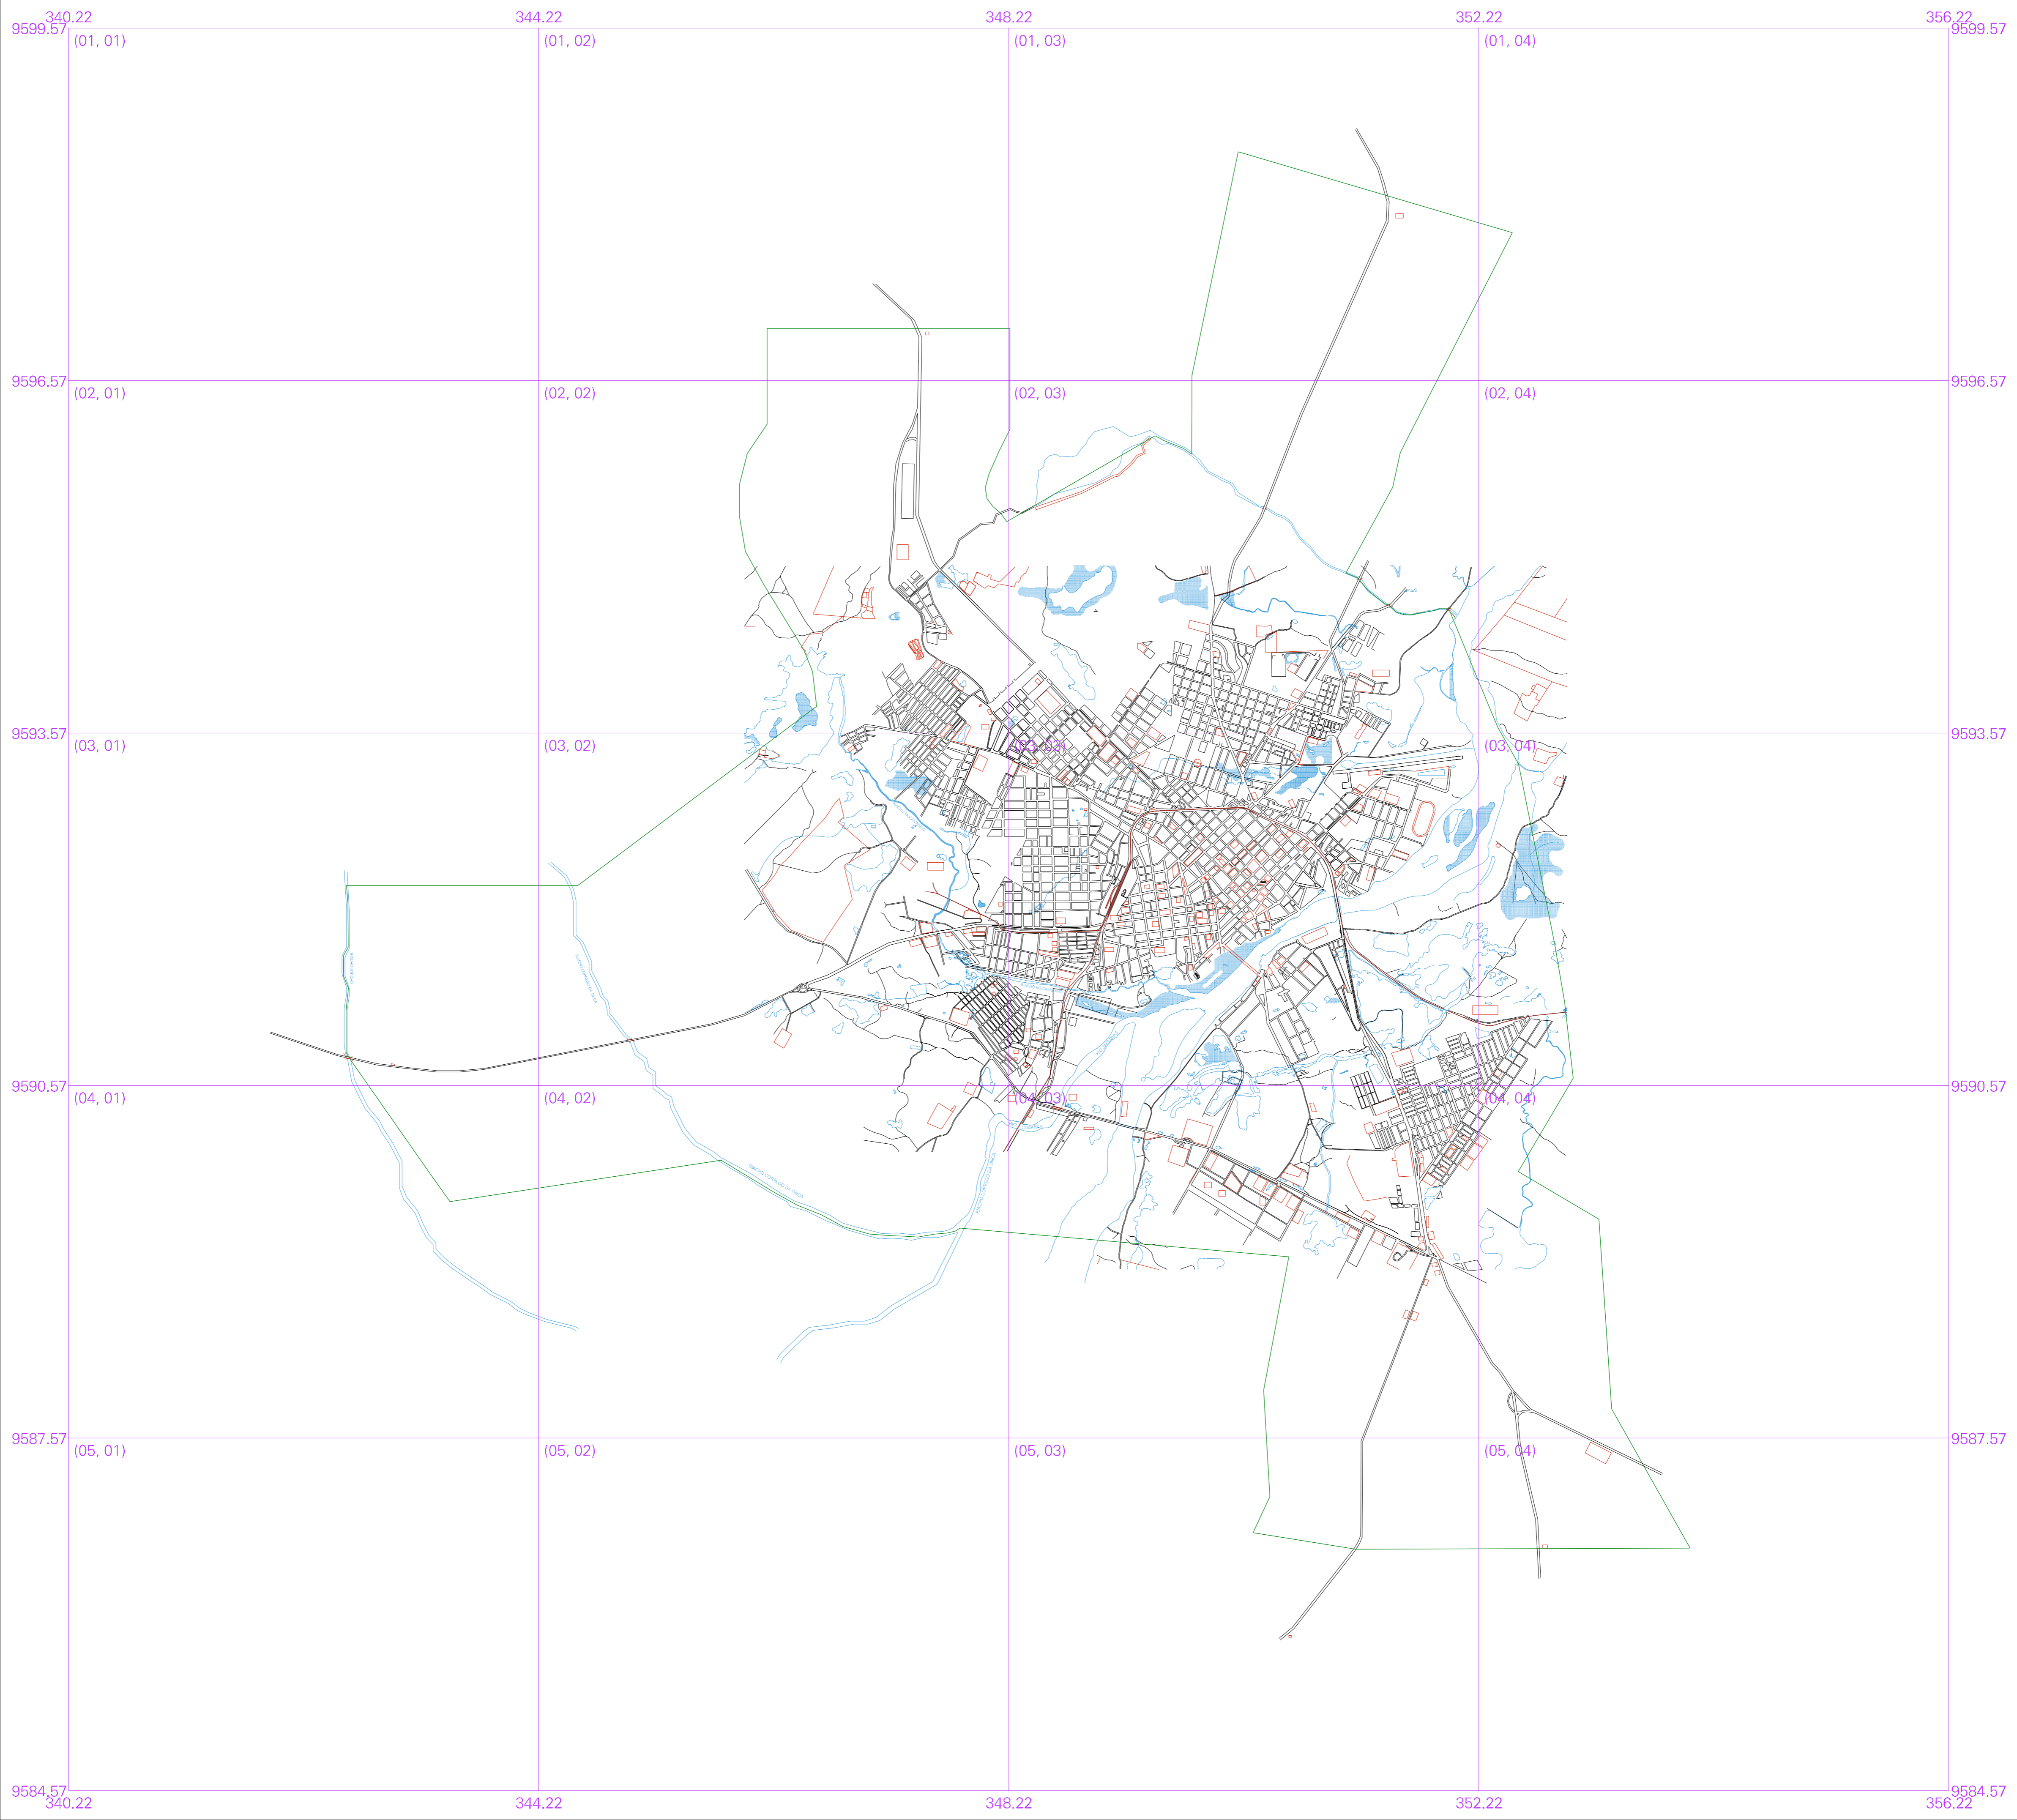 340.22 344.22 348.22 352.22 356.22
9599.57 9599.57
(01, 01) (01, 02) (01, 03) (01, 04)
9596.57 9596.57
(02, 01) (02, 02) (02, 03) (02, 04)
9593.57 9593.57
(03, 01) (03, 02) (03, 03) (03, 04)
9590.57 9590.57
(04, 01) (04, 02) (04, 03) (04, 04)
9587.57 9587.57
(05, 01) (05, 02) (05, 03) (05, 04)
9584.57 9584.57
340.22 344.22 348.22 352.22 356.22